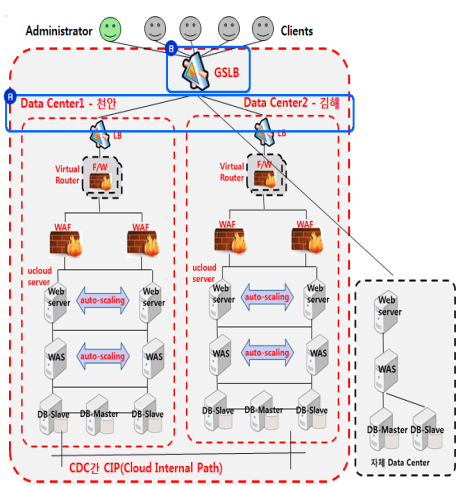 Administrator
Clients
B
GSLB
A
Data Center1 - 천안
Data Center2 - 김해
LB
LB
Virtual
Router
F/W
Virtual
Router
F/W
WAF
WAF
WAF
WAF
ucloud
server
Web
server
auto-scaling
Web
server
Web
server
auto-scaling
Web
server
WAS
auto-scaling
WAS
WAS
auto-scaling
WAS
DB-Slave
DB-Master
DB-Slave
DB-Slave
DB-Master
DB-Slave
Web
server
WAS
DB-Master
DB-Slave
자체 Data Center
CDC간 CIP(Cloud Internal Path)